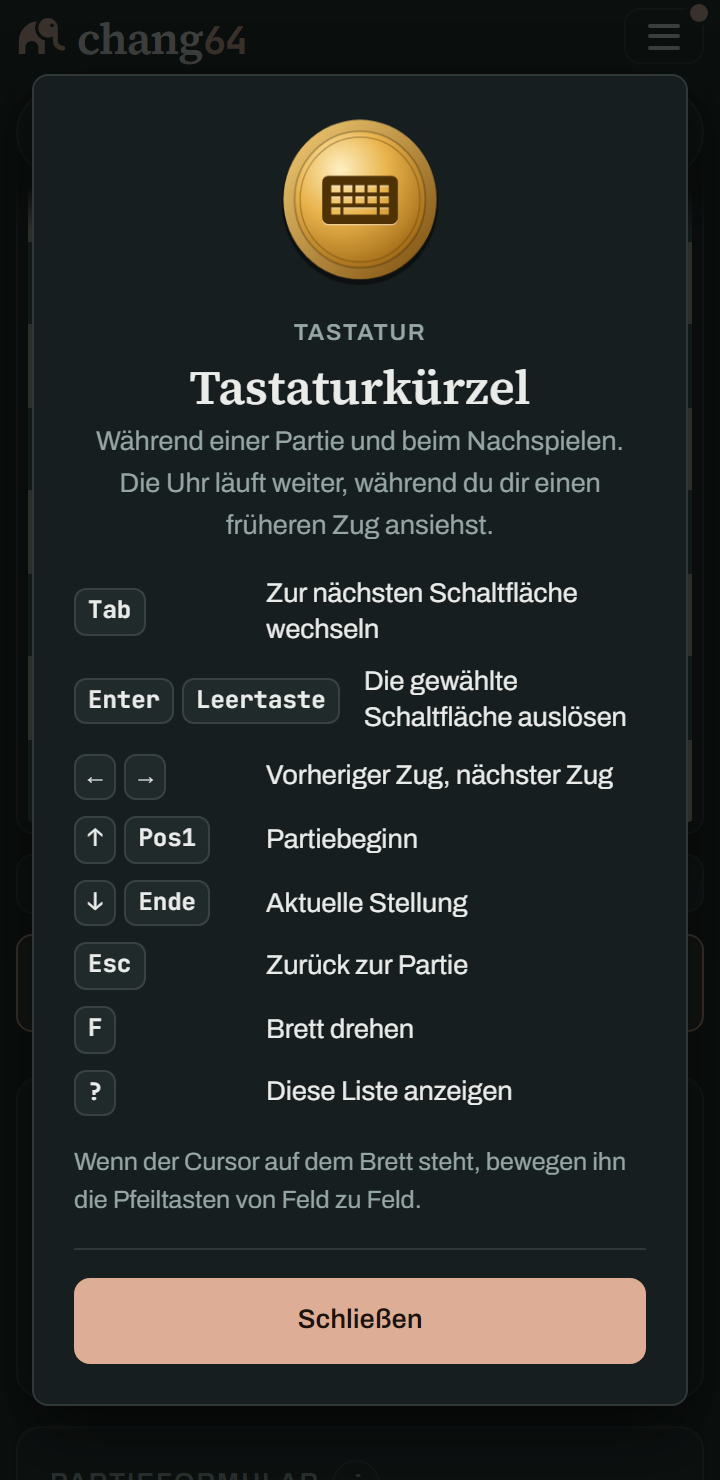 chang64
TASTATUR
Tastaturkürzel
Während einer Partie und beim Nachspielen.
Die Uhr läuft weiter, während du dir einen
früheren Zug ansiehst.
Tab Zur nächsten Schaltfläche
wechseln
Enter Leertaste Die gewählte
Schaltfläche auslösen
← → Vorheriger Zug, nächster Zug
↑ Pos1 Partiebeginn
↓ Ende Aktuelle Stellung
Esc Zurück zur Partie
F Brett drehen
? Diese Liste anzeigen
Wenn der Cursor auf dem Brett steht, bewegen ihn
die Pfeiltasten von Feld zu Feld.
Schließen
PARTIEFORMULAR